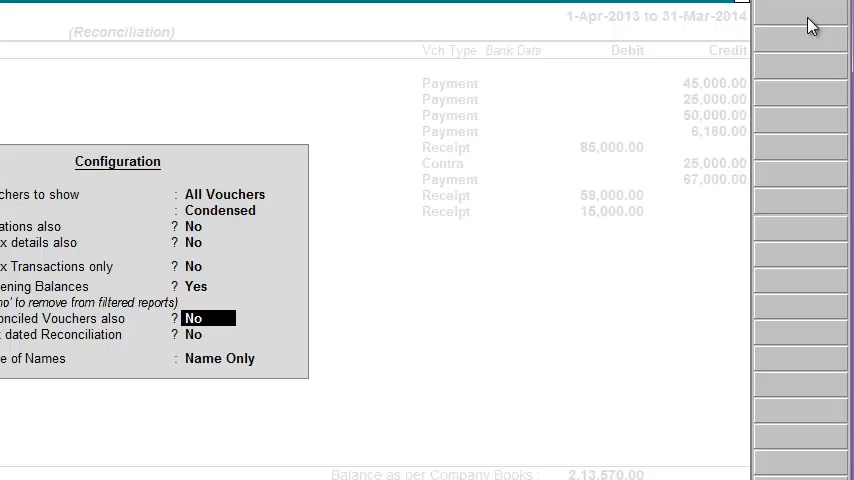 1-Apr-2013 to 31-Mar-2014
(Reconciliation)
Vch Type Bank Date Debit Credit
Payment 45,000.00
Payment 25,000.00
Payment 50,000.00
Payment 6,180.00
Receipt 85,000.00
Contra 25,000.00
Payment 67,000.00
Receipt 59,000.00
Receipt 15,000.00
Configuration
chers to show : All Vouchers
: Condensed
ations also ? No
x details also ? No
x Transactions only ? No
ening Balances ? Yes
no' to remove from filtered reports)
onciled Vouchers also ? No
t dated Reconciliation ? No
e of Names : Name Only
Balance as per Company Books : 2,13,570.00